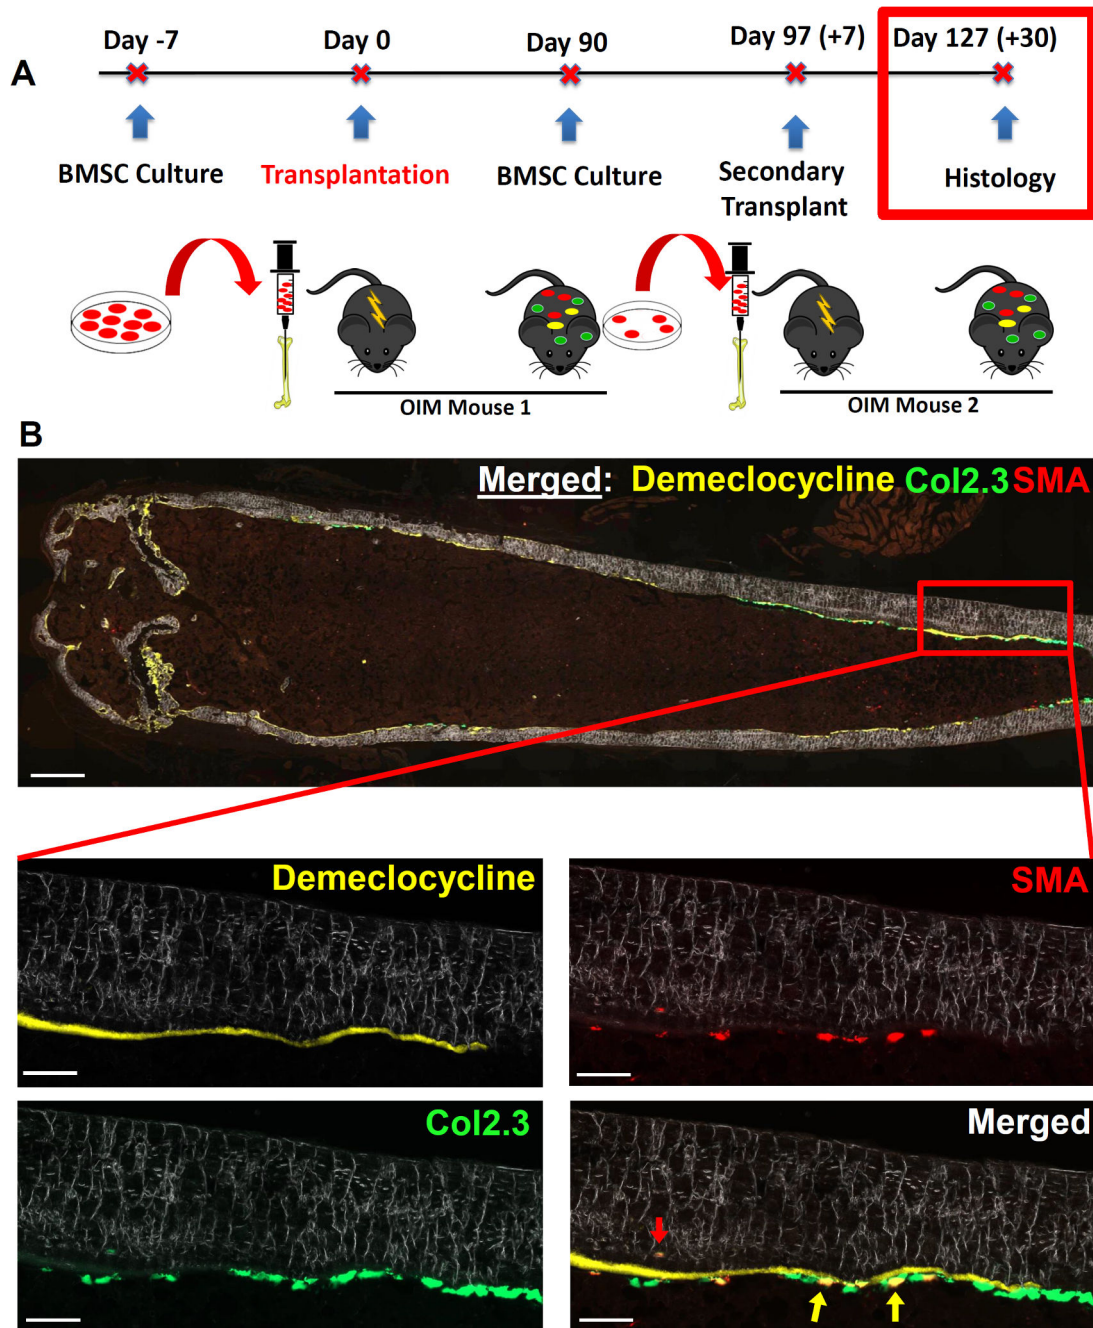 A
Day -7
Day 0
Day 90
Day 97 (+7)
Day 127 (+30)
BMSC Culture
Transplantation
BMSC Culture
Secondary
Transplant
Histology
OIM Mouse 1
OIM Mouse 2
B
Merged: Demeclocycline Col2.3 SMA
Demeclocycline
SMA
Col2.3
Merged